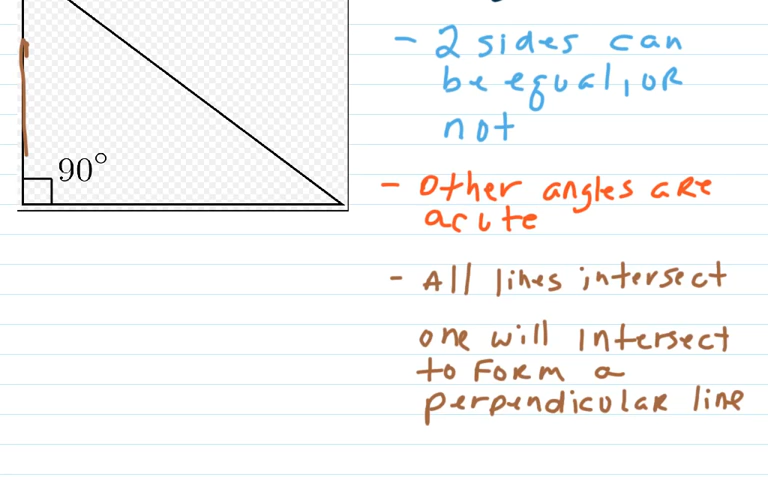 - 2 sides can
be equal, or
not
90°
- Other angles are
acute
- All lines intersect
one will intersect
to form a
perpendicular line